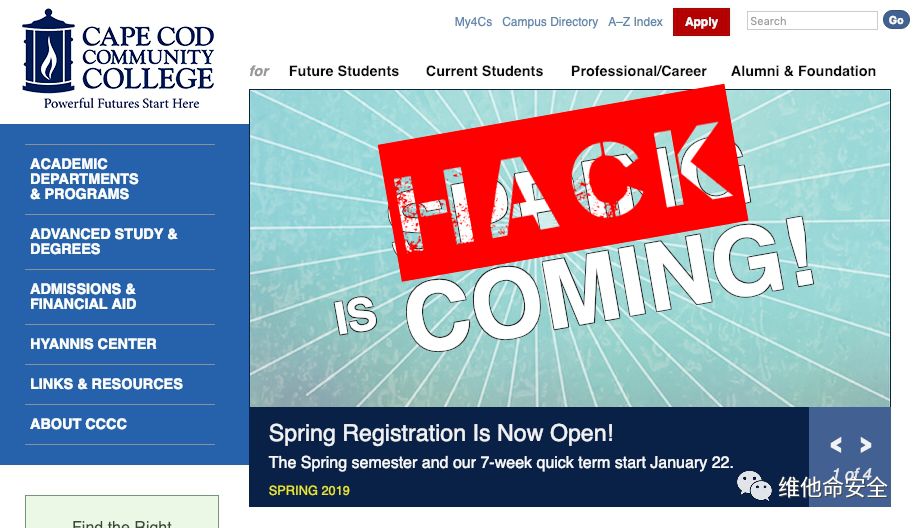 CAPE COD
COMMUNITY
COLLEGE
Powerful Futures Start Here
My4Cs Campus Directory A–Z Index Apply Search Go
for Future Students Current Students Professional/Career Alumni & Foundation
ACADEMIC
DEPARTMENTS
& PROGRAMS
ADVANCED STUDY &
DEGREES
ADMISSIONS &
FINANCIAL AID
HYANNIS CENTER
LINKS & RESOURCES
ABOUT CCCC
HACK
IS COMING!
Spring Registration Is Now Open!
The Spring semester and our 7-week quick term start January 22.
SPRING 2019
< >
1 of 4
维他命安全
Find the Right